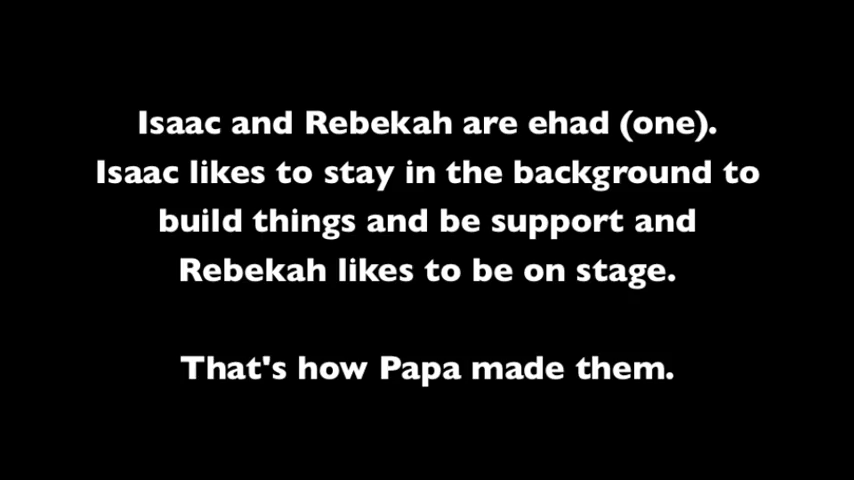 Isaac and Rebekah are ehad (one).
Isaac likes to stay in the background to
build things and be support and
Rebekah likes to be on stage.
That's how Papa made them.